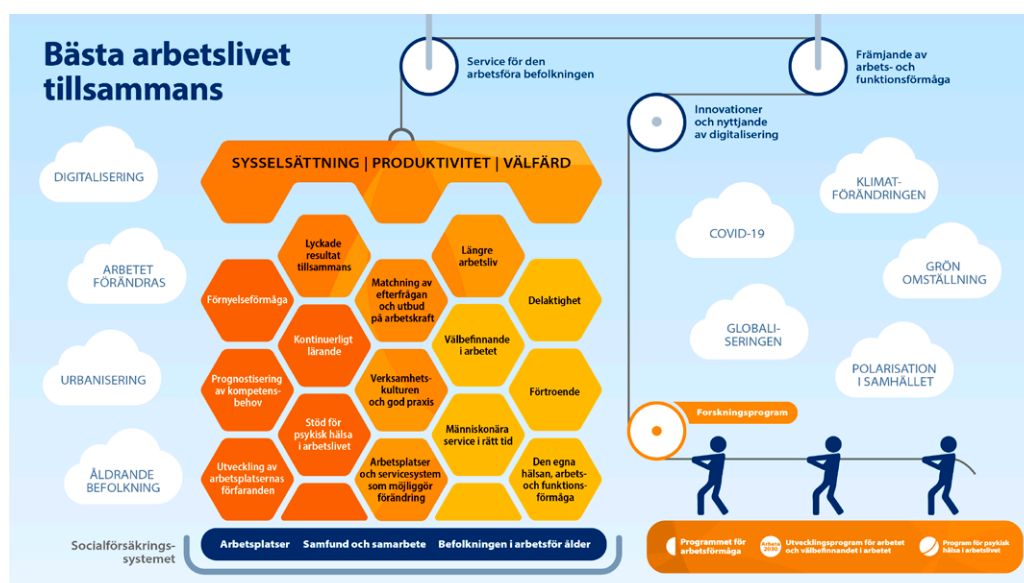 Bästa arbetslivet
tillsammans
Service för den
arbetsföra befolkningen
Främjande av
arbets- och
funktionsförmåga
Innovationer
och nyttjande
av digitalisering
DIGITALISERING
ARBETET
FÖRÄNDRAS
URBANISERING
ÅLDRANDE
BEFOLKNING
SYSSELSÄTTNING | PRODUKTIVITET | VÄLFÄRD
Lyckade
resultat
tillsammans
Längre
arbetsliv
Förnyelseförmåga
Matchning av
efterfrågan
och utbud
på arbetskraft
Delaktighet
Kontinuerligt
lärande
Välbefinnande
i arbetet
Prognostisering
av kompetens-
behov
Verksamhets-
kulturen
och god praxis
Förtroende
Stöd för
psykisk hälsa
i arbetslivet
Människonära
service i rätt tid
Utveckling av
arbetsplatsernas
förfaranden
Arbetsplatser
och servicesystem
som möjliggör
förändring
Den egna
hälsan, arbets-
och funktions-
förmåga
Socialförsäkrings-
systemet
Arbetsplatser
Samfund och samarbete
Befolkningen i arbetsför ålder
COVID-19
KLIMAT-
FÖRÄNDRINGEN
GRÖN
OMSTÄLLNING
GLOBALI-
SERINGEN
POLARISATION
I SAMHÄLLET
Forskningsprogram
Programmet för
arbetsförmåga
Arbete
2030
Utvecklingsprogram för arbetet
och välbefinnandet i arbetet
Program för psykisk
hälsa i arbetslivet